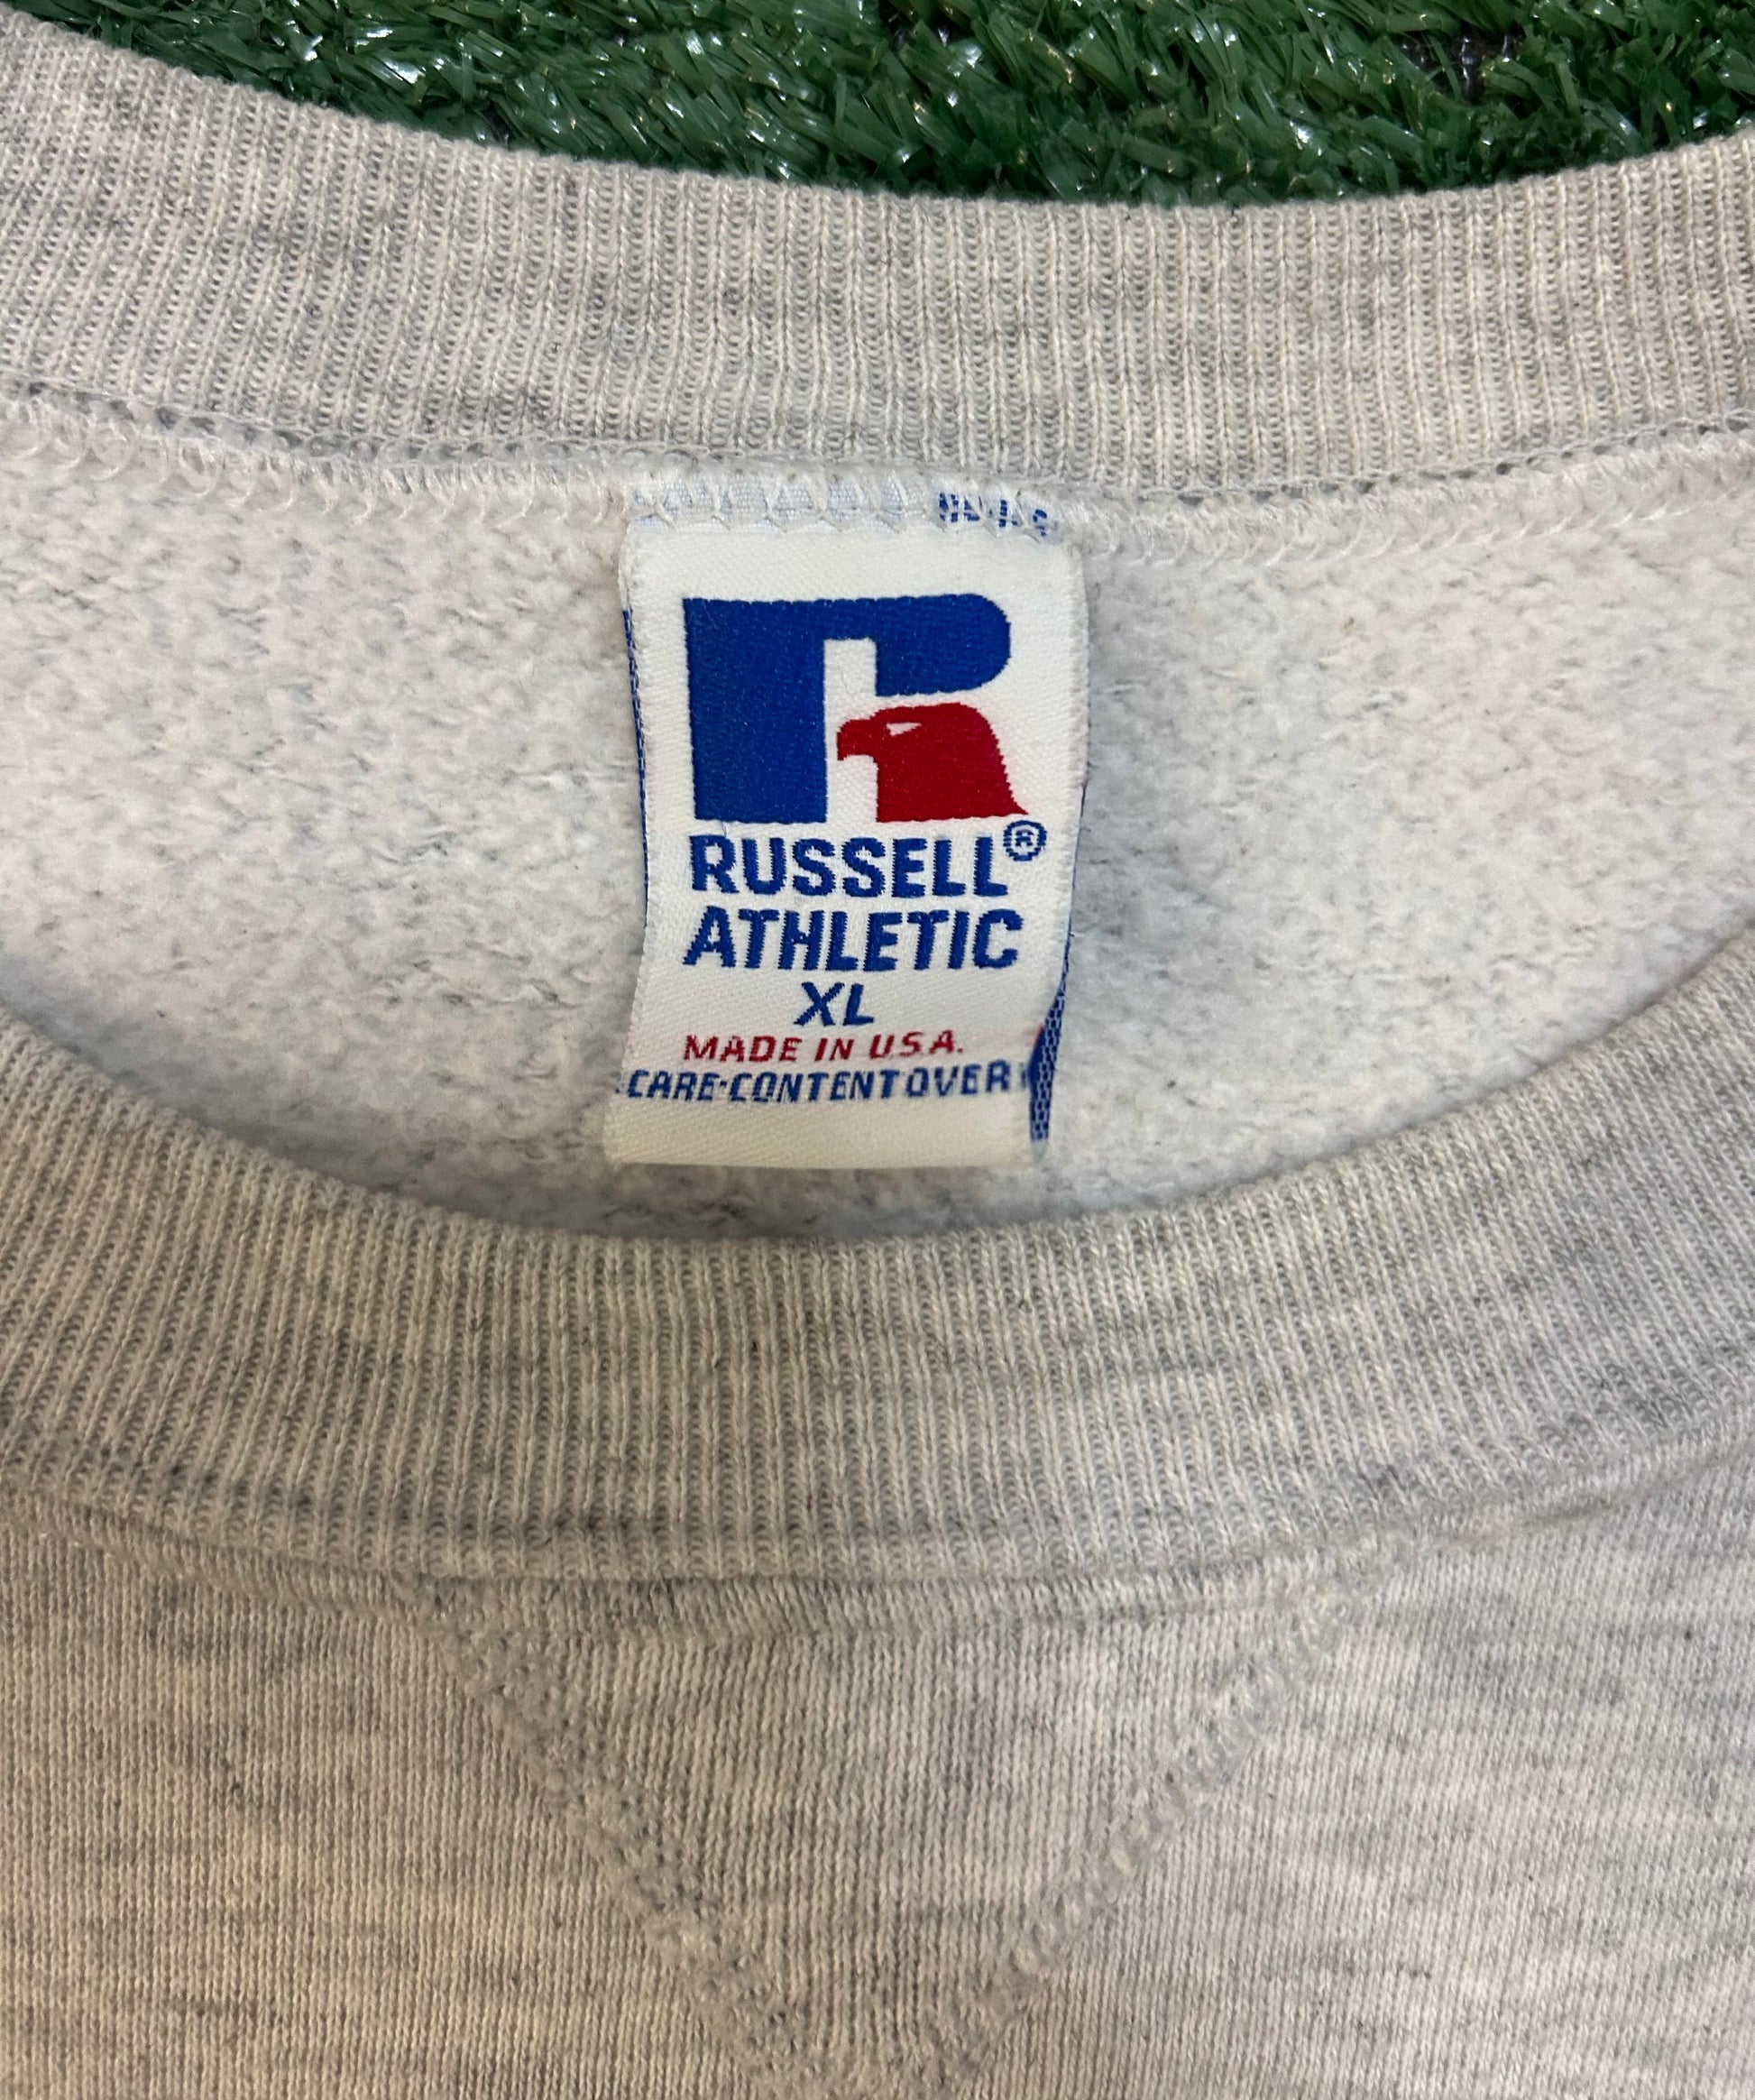 RUSSELL®
ATHLETIC
XL
MADE IN U.S.A.
CARE·CONTENT OVER